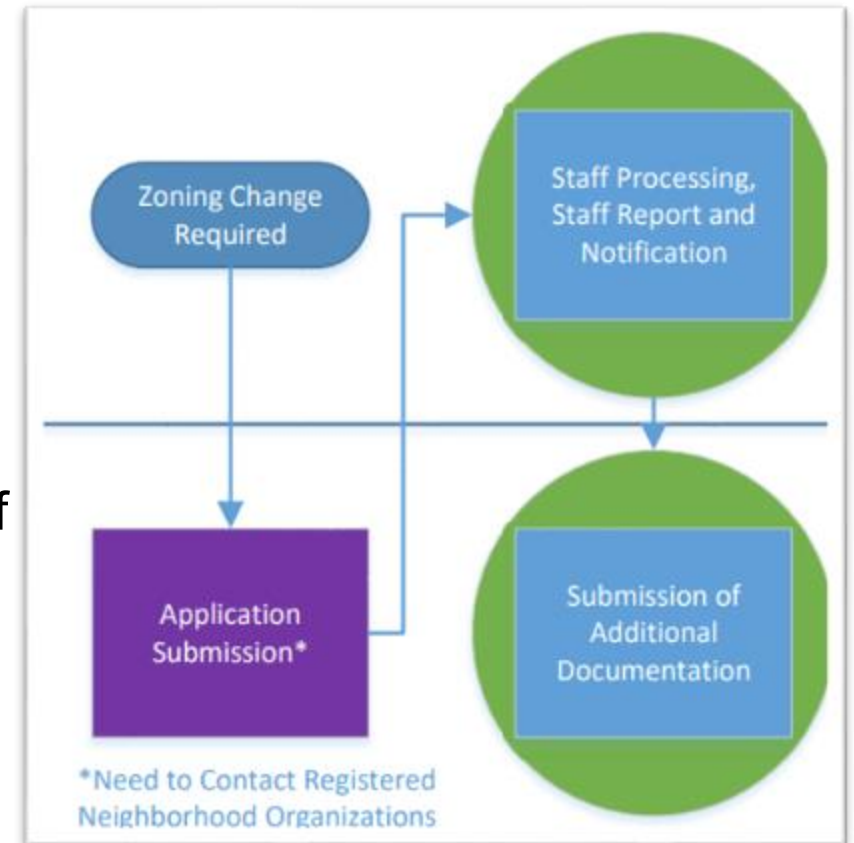 Zoning Change
Required
Staff Processing,
Staff Report and
Notification
f
Application
Submission*
Submission of
Additional
Documentation
*Need to Contact Registered
Neighborhood Organizations